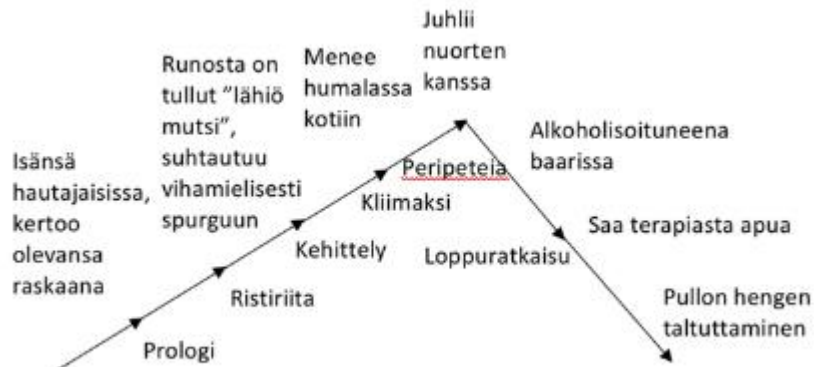 Isänsä
hautajaisissa,
kertoo
olevansa
raskaana
Runosta on
tullut ”lähiö
mutsi”,
suhtautuu
vihamielisesti
spurguun
Menee
humalassa
kotiin
Juhlii
nuorten
kanssa
Alkoholisoituneena
baarissa
Saa terapiasta apua
Pullon hengen
taltuttaminen
Prologi
Ristiriita
Kehittely
Kliimaksi
Peripeteia
Loppuratkaisu